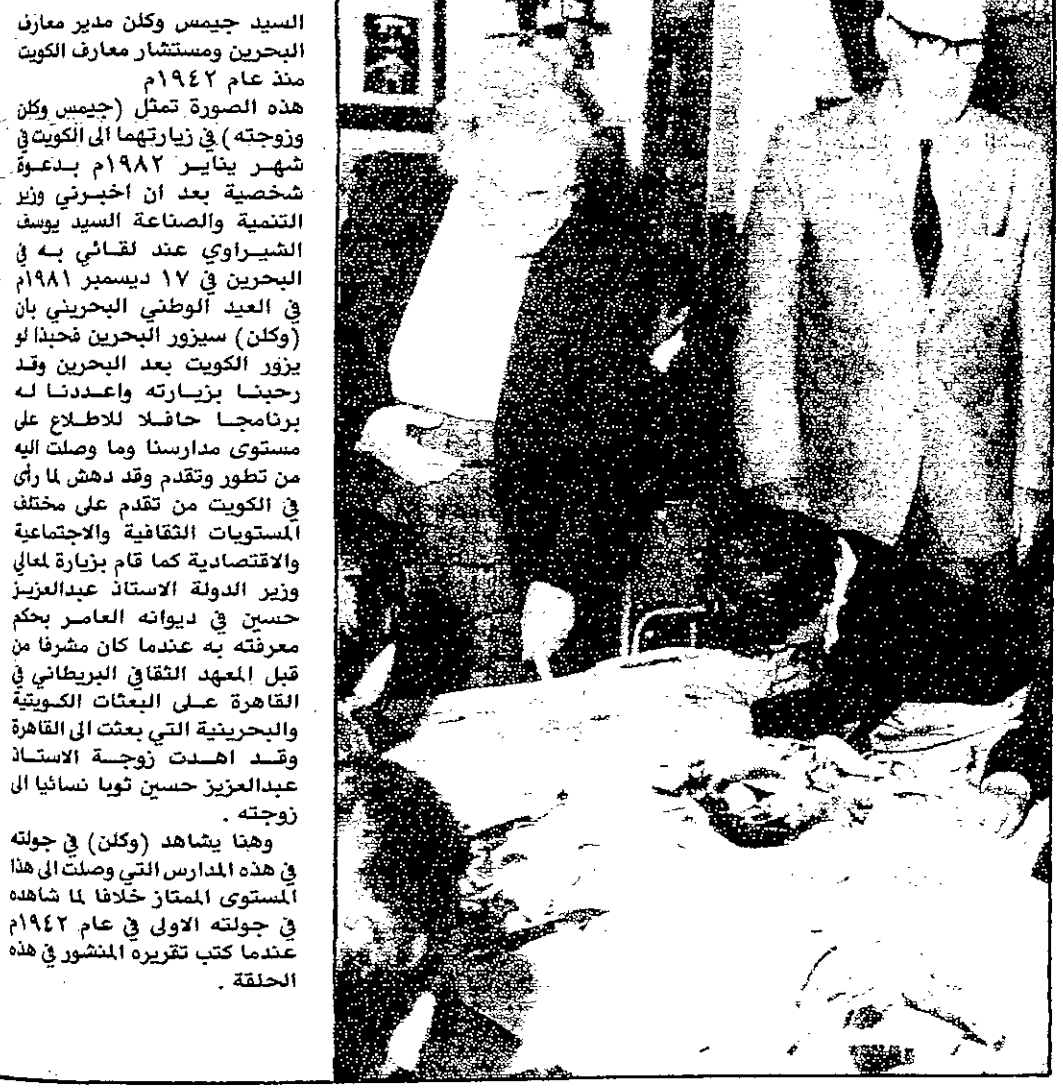 السيد جيمس وكلن مدير معارف
البحرين ومستشار معارف الكويت
منذ عام ١٩٤٢م
هذه الصورة تمثل (جيمس وكلن
وزوجته) في زيارتهما الى الكويت في
شهر يناير ١٩٨٢م بدعوة
شخصية بعد ان اخبرني وزير
التنمية والصناعة السيد يوسف
الشيراوي عند لقائي به في
البحرين في ١٧ ديسمبر ١٩٨١م
في العيد الوطني البحريني بان
(وكلن) سيزور البحرين فحبذا لو
يزور الكويت بعد البحرين وقد
رحبنا بزيارته واعددنا له
برنامجا حافلا للاطلاع على
مستوى مدارسنا وما وصلت اليه
من تطور وتقدم وقد دهش لما رأى
في الكويت من تقدم على مختلف
المستويات الثقافية والاجتماعية
والاقتصادية كما قام بزيارة لمعالي
وزير الدولة الاستاذ عبدالعزيز
حسين في ديوانه العامر بحكم
معرفته به عندما كان مشرفا من
قبل المعهد الثقافي البريطاني في
القاهرة على البعثات الكويتية
والبحرينية التي بعثت الى القاهرة
وقد اهدت زوجة الاستاذ
عبدالعزيز حسين ثوبا نسائيا الى
زوجته .
وهنا يشاهد (وكلن) في جولته
في هذه المدارس التي وصلت الى هذا
المستوى الممتاز خلافا لما شاهده
في جولته الاولى في عام ١٩٤٢م
عندما كتب تقريره المنشور في هذه
الحلقة .